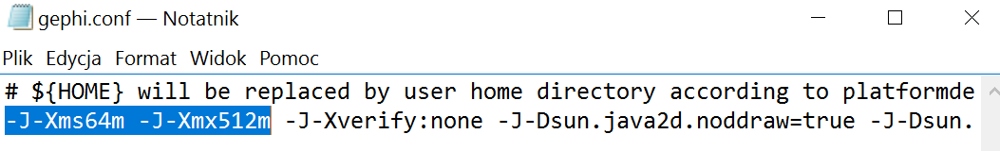 gephi.conf — Notatnik
Plik Edycja Format Widok Pomoc
# ${HOME} will be replaced by user home directory according to platformde
-J-Xms64m -J-Xmx512m -J-Xverify:none -J-Dsun.java2d.noddraw=true -J-Dsun.